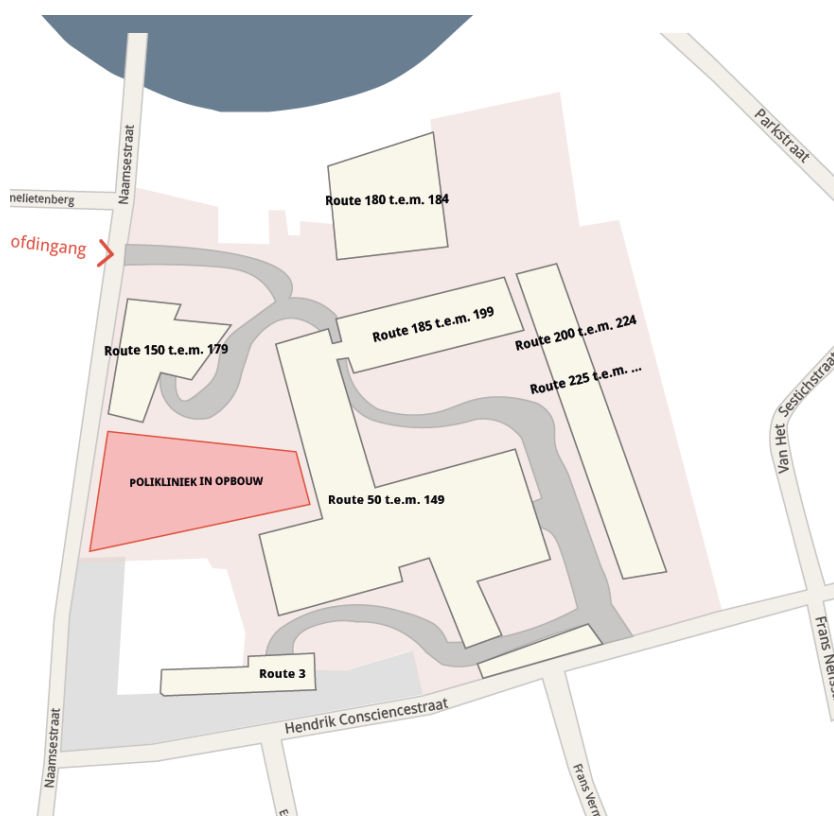 Naamsestraat
Parkstraat
melietenberg
Route 180 t.e.m. 184
ofdingang
Route 185 t.e.m. 199
Route 200 t.e.m. 224
Route 150 t.e.m. 179
Route 225 t.e.m. ...
Van Het Sestichstraat
POLIKLINIEK IN OPBOUW
Route 50 t.e.m. 149
Frans Nens
Route 3
Hendrik Consciencestraat
Naamsestraat
Frans Verm